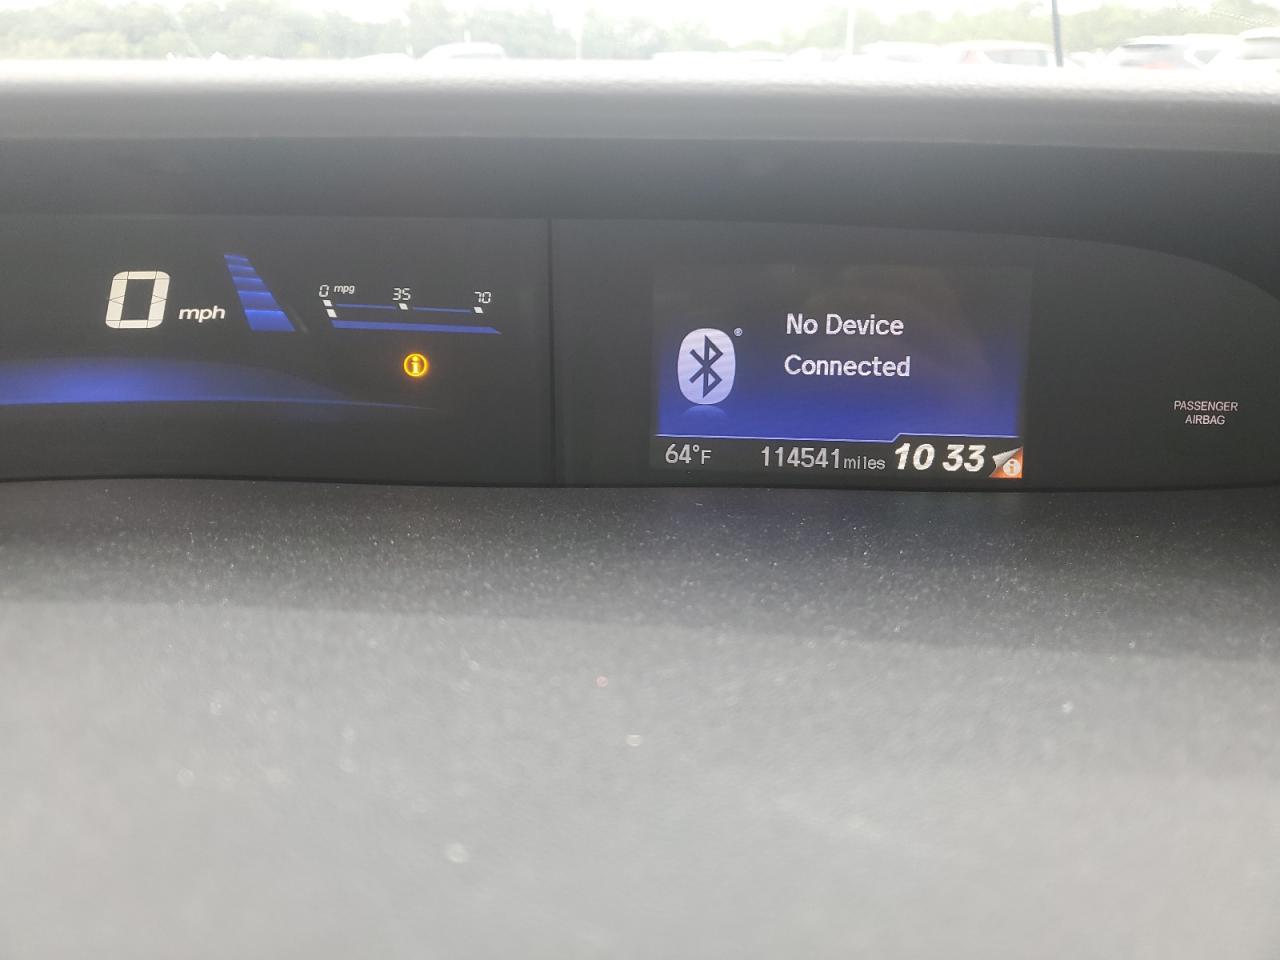 0 mph
0 mpg 35 70
i
No Device
Connected
64°F 114541 miles 10 33 i
PASSENGER
AIRBAG